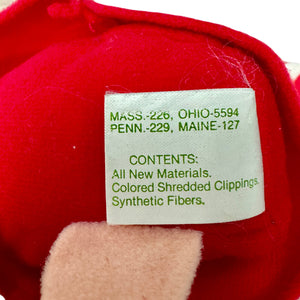 MASS.-226, OHIO-5594
PENN.-229, MAINE-127
CONTENTS:
All New Materials.
Colored Shredded Clippings.
Synthetic Fibers.